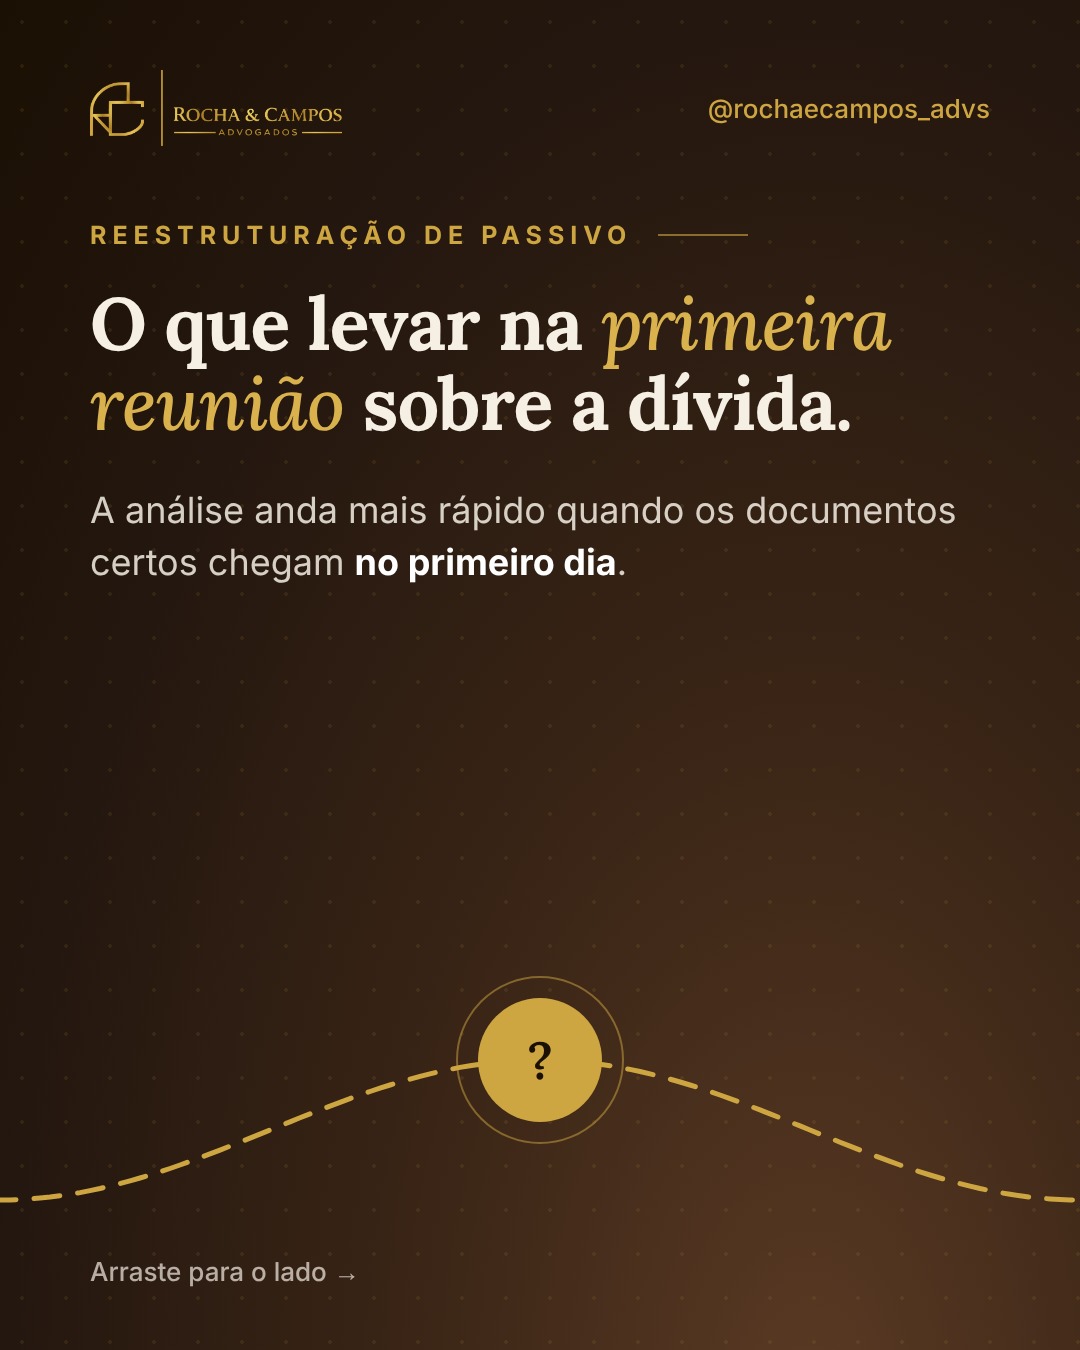 ROCHA & CAMPOS
ADVOGADOS
@rochaecampos_advs
REESTRUTURAÇÃO DE PASSIVO
O que levar na primeira
reunião sobre a dívida.
A análise anda mais rápido quando os documentos
certos chegam no primeiro dia.
?
Arraste para o lado →